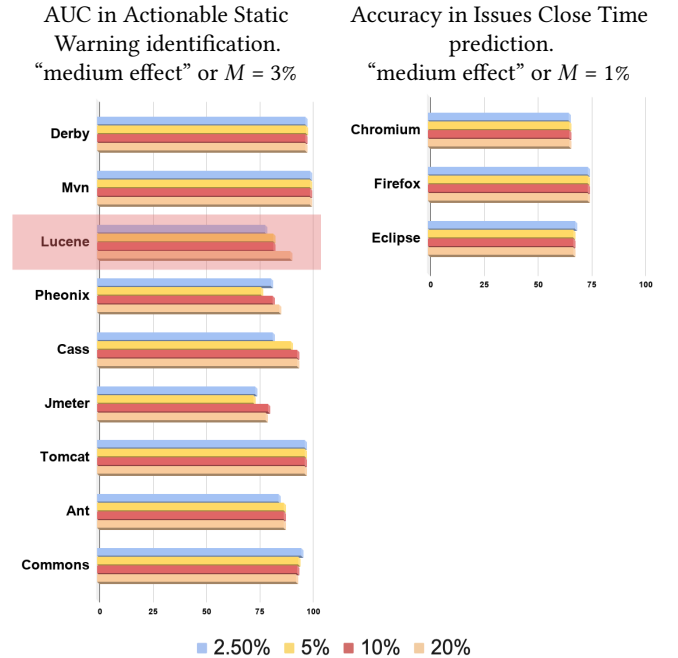 AUC in Actionable Static
Warning identification.
“medium effect” or M = 3%
Derby
Mvn
Lucene
Pheonix
Cass
Jmeter
Tomcat
Ant
Commons
0 25 50 75 100
Accuracy in Issues Close Time
prediction.
“medium effect” or M = 1%
Chromium
Firefox
Eclipse
0 25 50 75 100
2.50% 5% 10% 20%